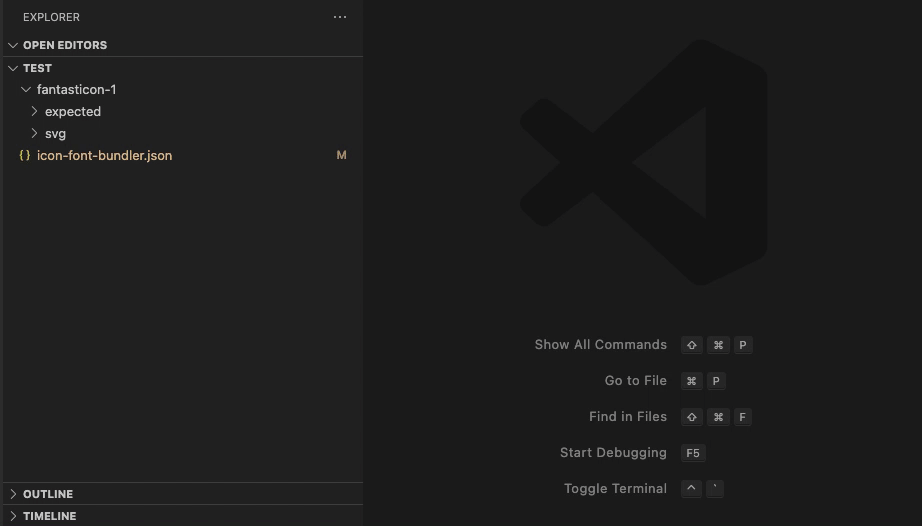 EXPLORER
OPEN EDITORS
TEST
fantasticon-1
expected
svg
{} icon-font-bundler.json M
OUTLINE
TIMELINE
Show All Commands ⇧ ⌘ P
Go to File ⌘ P
Find in Files ⇧ ⌘ F
Start Debugging F5
Toggle Terminal ^ `